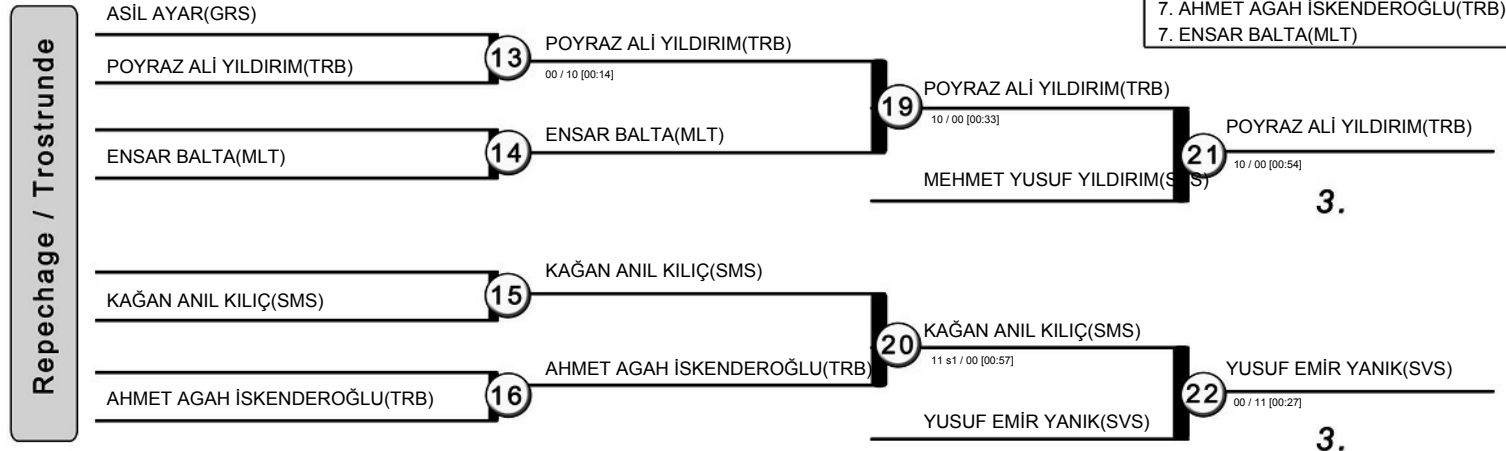 7. AHMET AGAH İSKENDEROĞLU(TRB)
7. ENSAR BALTA(MLT)
Repechage / Trostrunde
ASİL AYAR(GRS)
POYRAZ ALİ YILDIRIM(TRB)
13
POYRAZ ALİ YILDIRIM(TRB)
00 / 10 [00:14]
ENSAR BALTA(MLT)
14
ENSAR BALTA(MLT)
19
POYRAZ ALİ YILDIRIM(TRB)
10 / 00 [00:33]
MEHMET YUSUF YILDIRIM(S S)
21
POYRAZ ALİ YILDIRIM(TRB)
10 / 00 [00:54]
3.
KAĞAN ANIL KILIÇ(SMS)
15
KAĞAN ANIL KILIÇ(SMS)
AHMET AGAH İSKENDEROĞLU(TRB)
16
AHMET AGAH İSKENDEROĞLU(TRB)
20
KAĞAN ANIL KILIÇ(SMS)
11 s1 / 00 [00:57]
YUSUF EMİR YANIK(SVS)
22
YUSUF EMİR YANIK(SVS)
00 / 11 [00:27]
3.